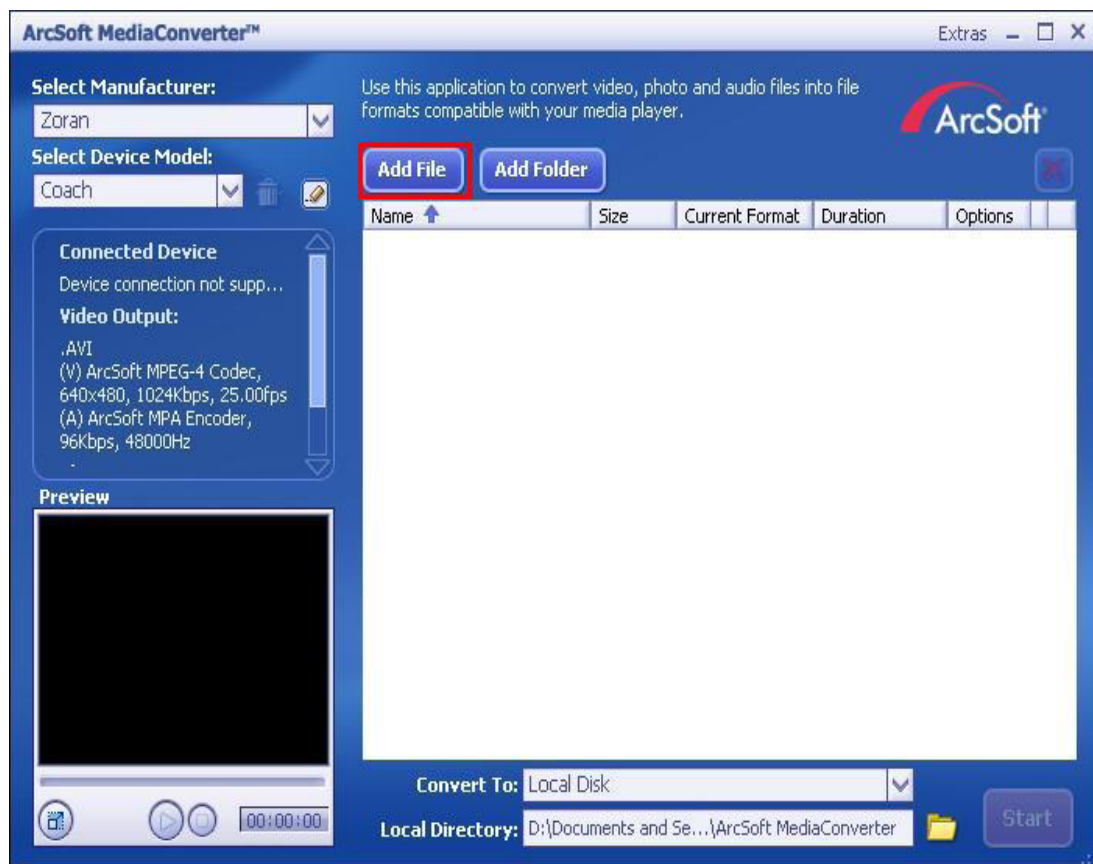 ArcSoft MediaConverter™
Extras
Select Manufacturer:
Zoran
Select Device Model:
Coach
Connected Device
Device connection not supp...
Video Output:
.AVI
(V) ArcSoft MPEG-4 Codec,
640x480, 1024Kbps, 25.00fps
(A) ArcSoft MPA Encoder,
96Kbps, 48000Hz
Preview
00:00:00
Use this application to convert video, photo and audio files into file
formats compatible with your media player.
ArcSoft®
Add File Add Folder
Name Size Current Format Duration Options
Convert To: Local Disk
Local Directory: D:\Documents and Se...\ArcSoft MediaConverter
Start